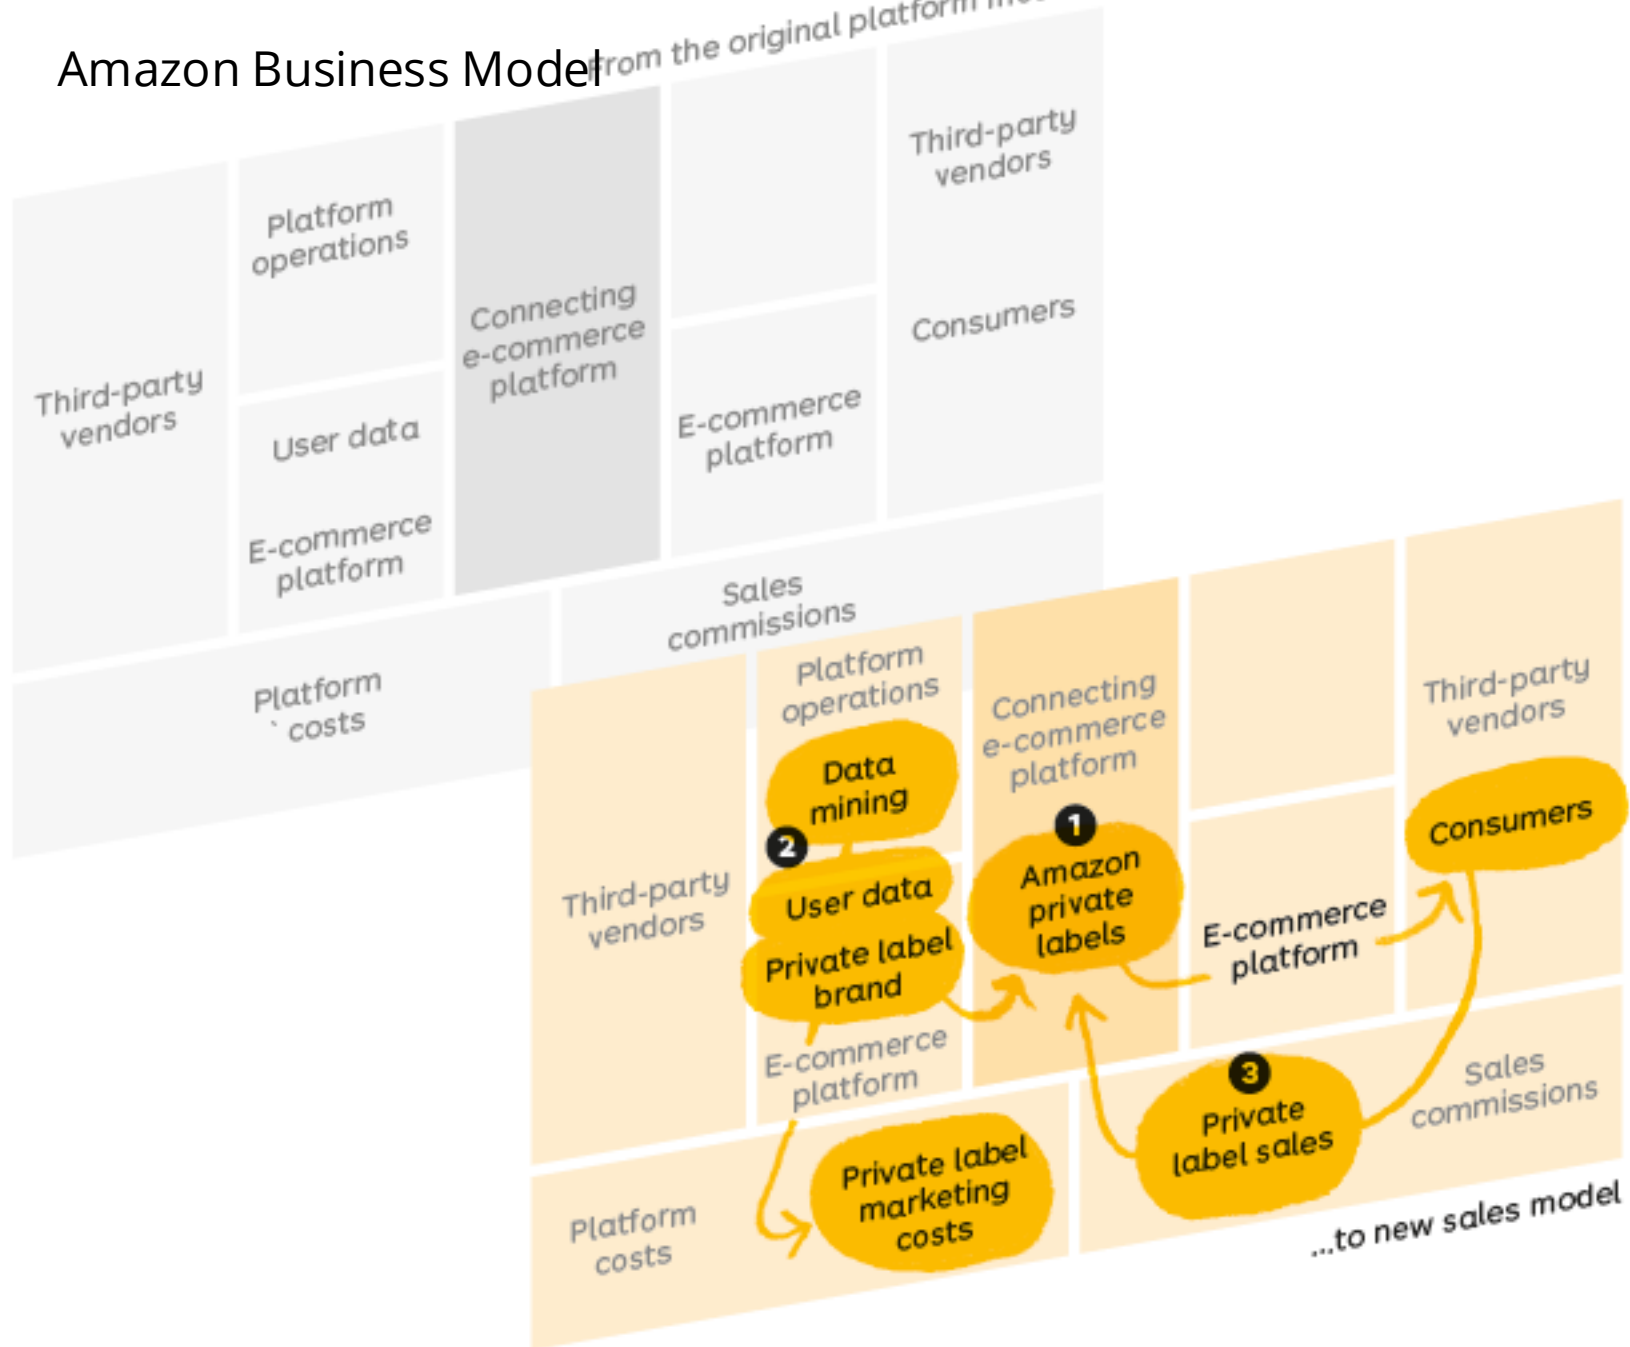 Amazon Business Model
From the original platform
Third-party
vendors
Platform
operations
User data
E-commerce
platform
Connecting
e-commerce
platform
E-commerce
platform
Third-party
vendors
Consumers
Platform
costs
Sales
commissions
Third-party
vendors
Platform
operations
Data
mining
2
User data
Private label
brand
E-commerce
platform
Connecting
e-commerce
platform
1
Amazon
private
labels
E-commerce
platform
Third-party
vendors
Consumers
Platform
costs
Private label
marketing
costs
3
Private
label sales
Sales
commissions
...to new sales model